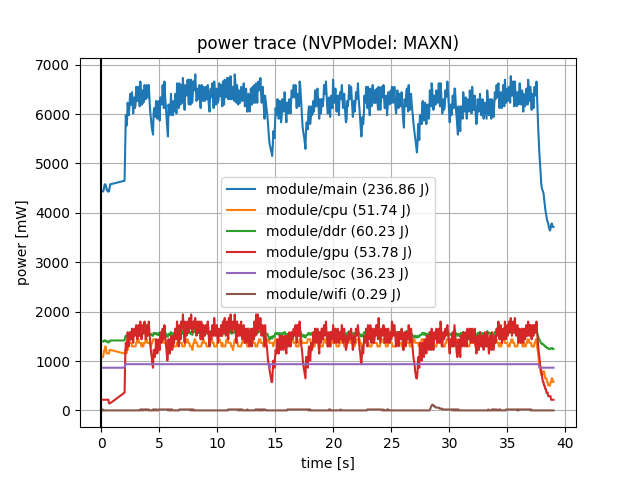 power trace (NVPModel: MAXN)
7000
6000
5000
4000
3000
2000
1000
0
power [mW]
module/main (236.86 J)
module/cpu (51.74 J)
module/ddr (60.23 J)
module/gpu (53.78 J)
module/soc (36.23 J)
module/wifi (0.29 J)
0 5 10 15 20 25 30 35 40
time [s]